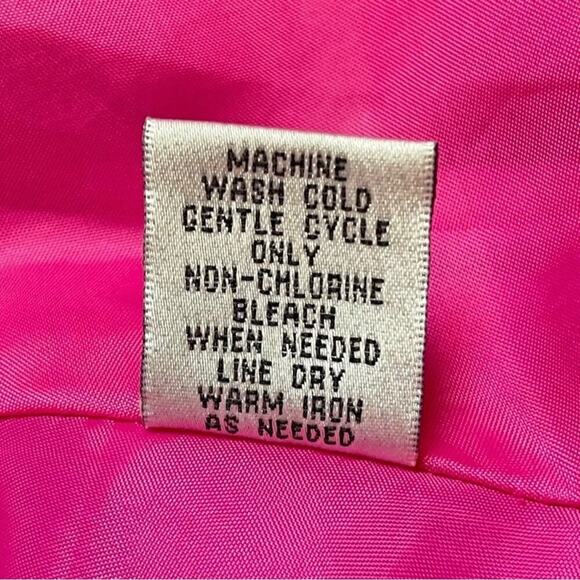 MACHINE
WASH COLD
GENTLE CYCLE
ONLY
NON-CHLORINE
BLEACH
WHEN NEEDED
LINE DRY
WARM IRON
AS NEEDED